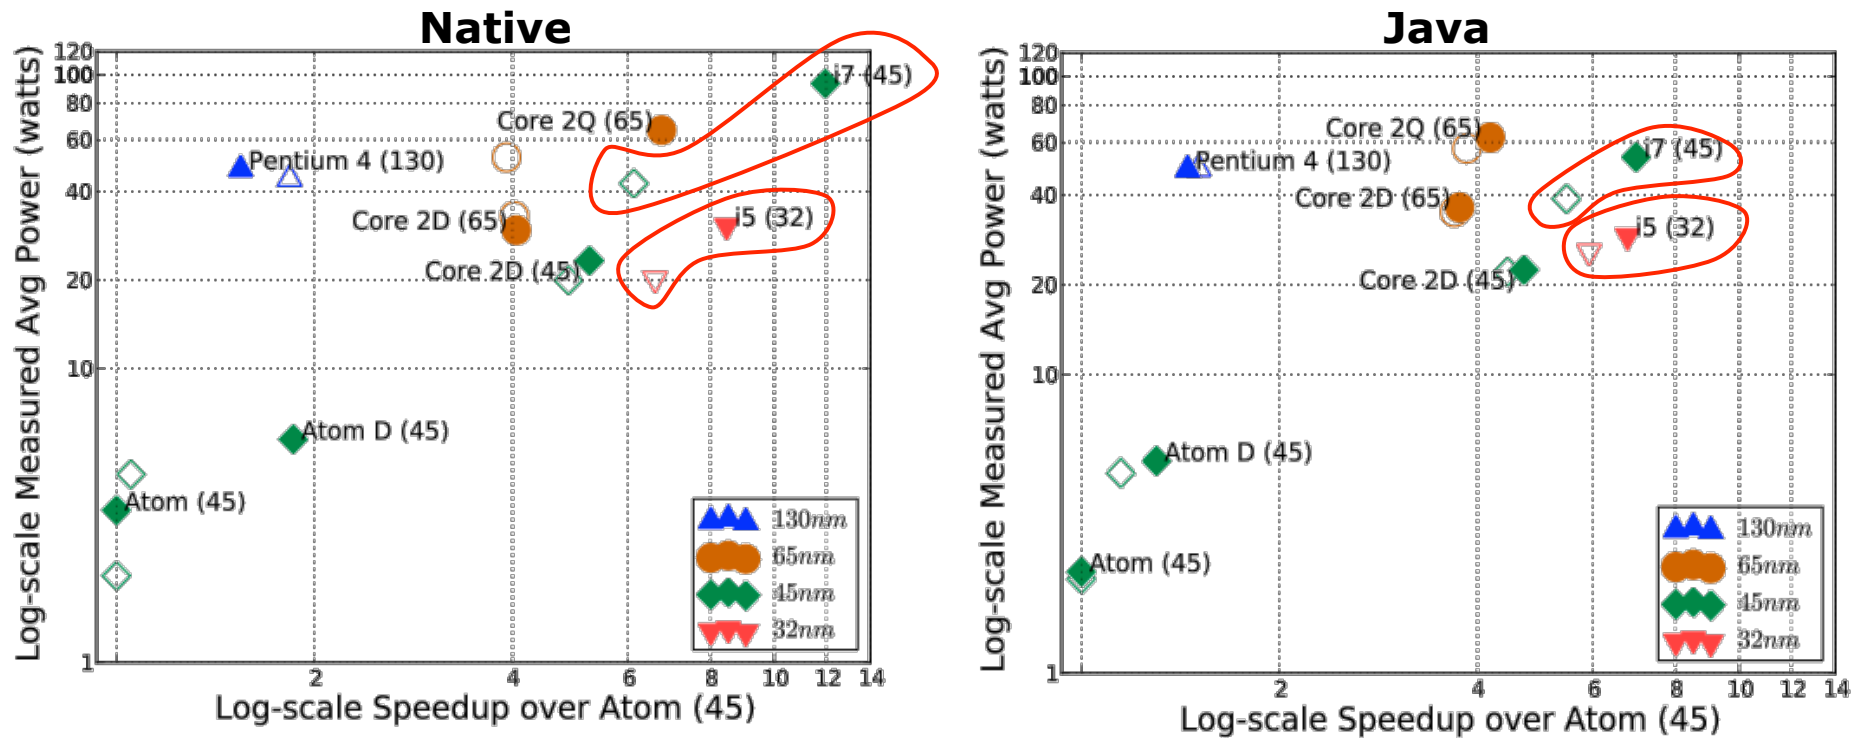 Native
Log-scale Measured Avg Power (watts)
120
100
80
60
40
20
10
1
i7 (45)
Core 2Q (65)
Pentium 4 (130)
Core 2D (65)
i5 (32)
Core 2D (45)
Atom D (45)
Atom (45)
130nm
65nm
45nm
32nm
2
4
6
8
10
12
14
Log-scale Speedup over Atom (45)
Java
Log-scale Measured Avg Power (watts)
120
100
80
60
40
20
10
1
Core 2Q (65)
i7 (45)
Pentium 4 (130)
Core 2D (65)
i5 (32)
Core 2D (45)
Atom D (45)
Atom (45)
130nm
65nm
45nm
32nm
2
4
6
8
10
12
14
Log-scale Speedup over Atom (45)